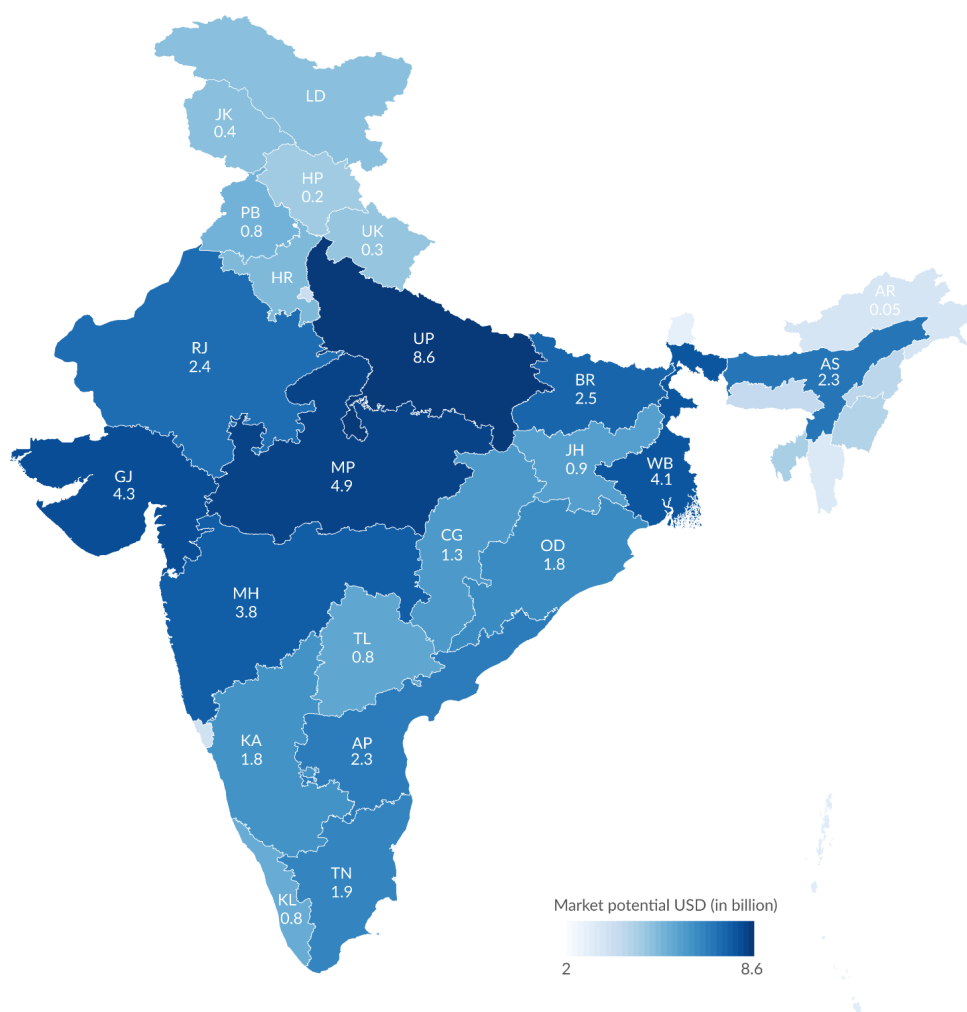 LD
JK
0.4
HP
0.2
PB
0.8
UK
0.3
HR
AR
0.05
UP
8.6
RJ
2.4
AS
2.3
BR
2.5
JH
0.9
WB
4.1
MP
4.9
GJ
4.3
CG
1.3
OD
1.8
MH
3.8
TL
0.8
KA
1.8
AP
2.3
TN
1.9
KL
0.8
Market potential USD (in billion)
2
8.6